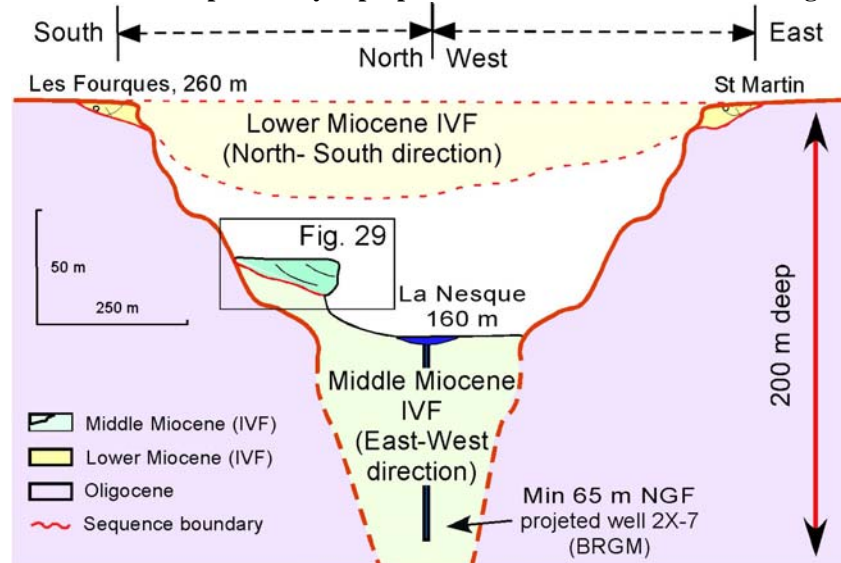 South
North
West
East
Les Fourques, 260 m
St Martin
Lower Miocene IVF
(North- South direction)
Fig. 29
50 m
250 m
La Nesque
160 m
200 m deep
Middle Miocene
IVF
(East-West
direction)
Middle Miocene (IVF)
Lower Miocene (IVF)
Oligocene
Sequence boundary
Min 65 m NGF
projeted well 2X-7
(BRGM)